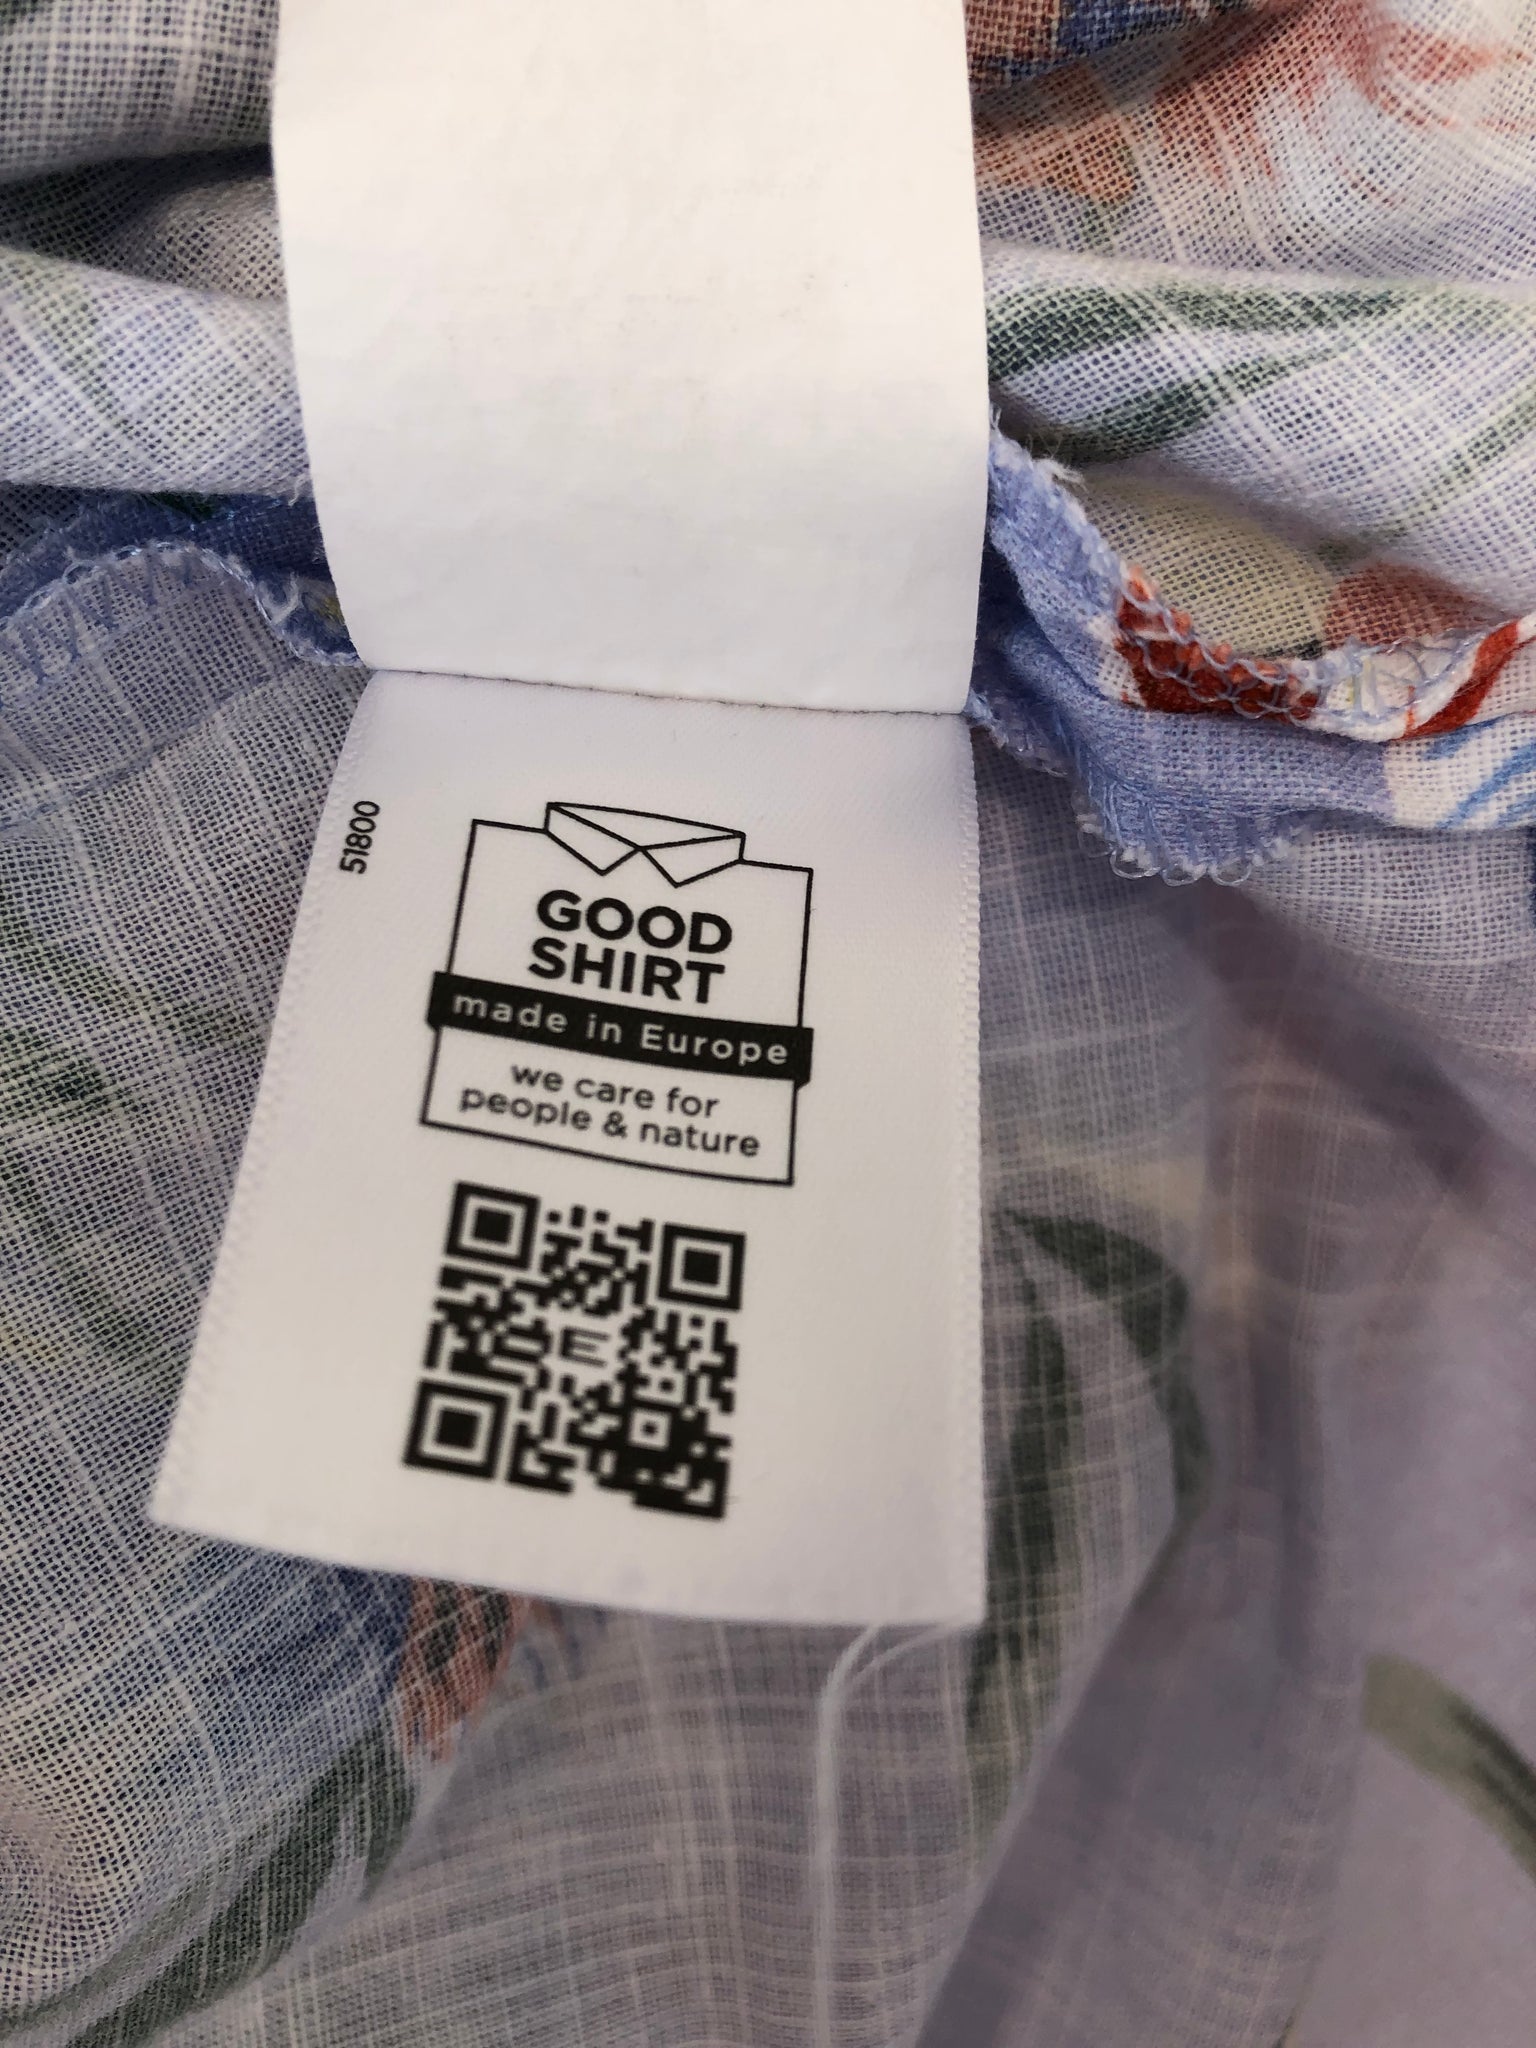 51800
GOOD
SHIRT
made in Europe
we care for
people & nature
E